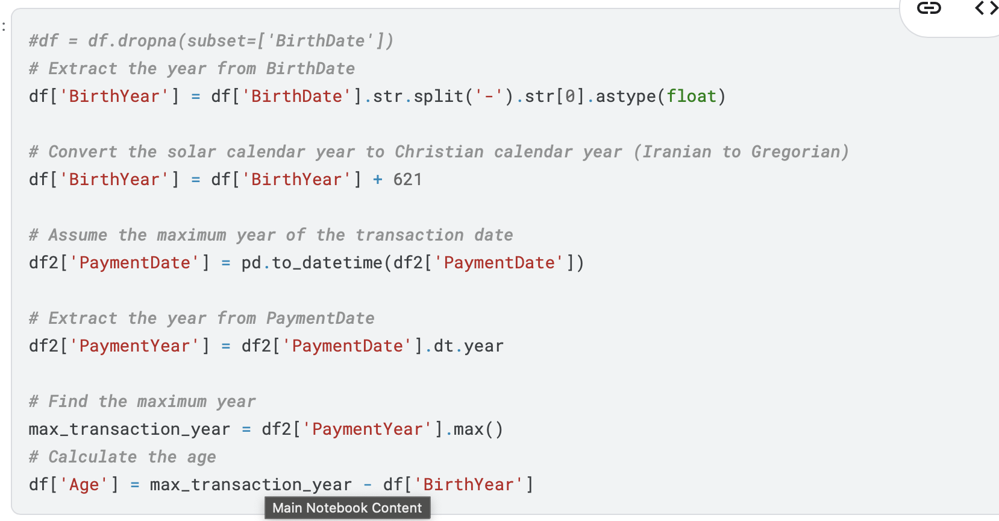 :
#df = df.dropna(subset=['BirthDate'])
# Extract the year from BirthDate
df['BirthYear'] = df['BirthDate'].str.split('-').str[0].astype(float)
# Convert the solar calendar year to Christian calendar year (Iranian to Gregorian)
df['BirthYear'] = df['BirthYear'] + 621
# Assume the maximum year of the transaction date
df2['PaymentDate'] = pd.to_datetime(df2['PaymentDate'])
# Extract the year from PaymentDate
df2['PaymentYear'] = df2['PaymentDate'].dt.year
# Find the maximum year
max_transaction_year = df2['PaymentYear'].max()
# Calculate the age
df['Age'] = max_transaction_year - df['BirthYear']
Main Notebook Content